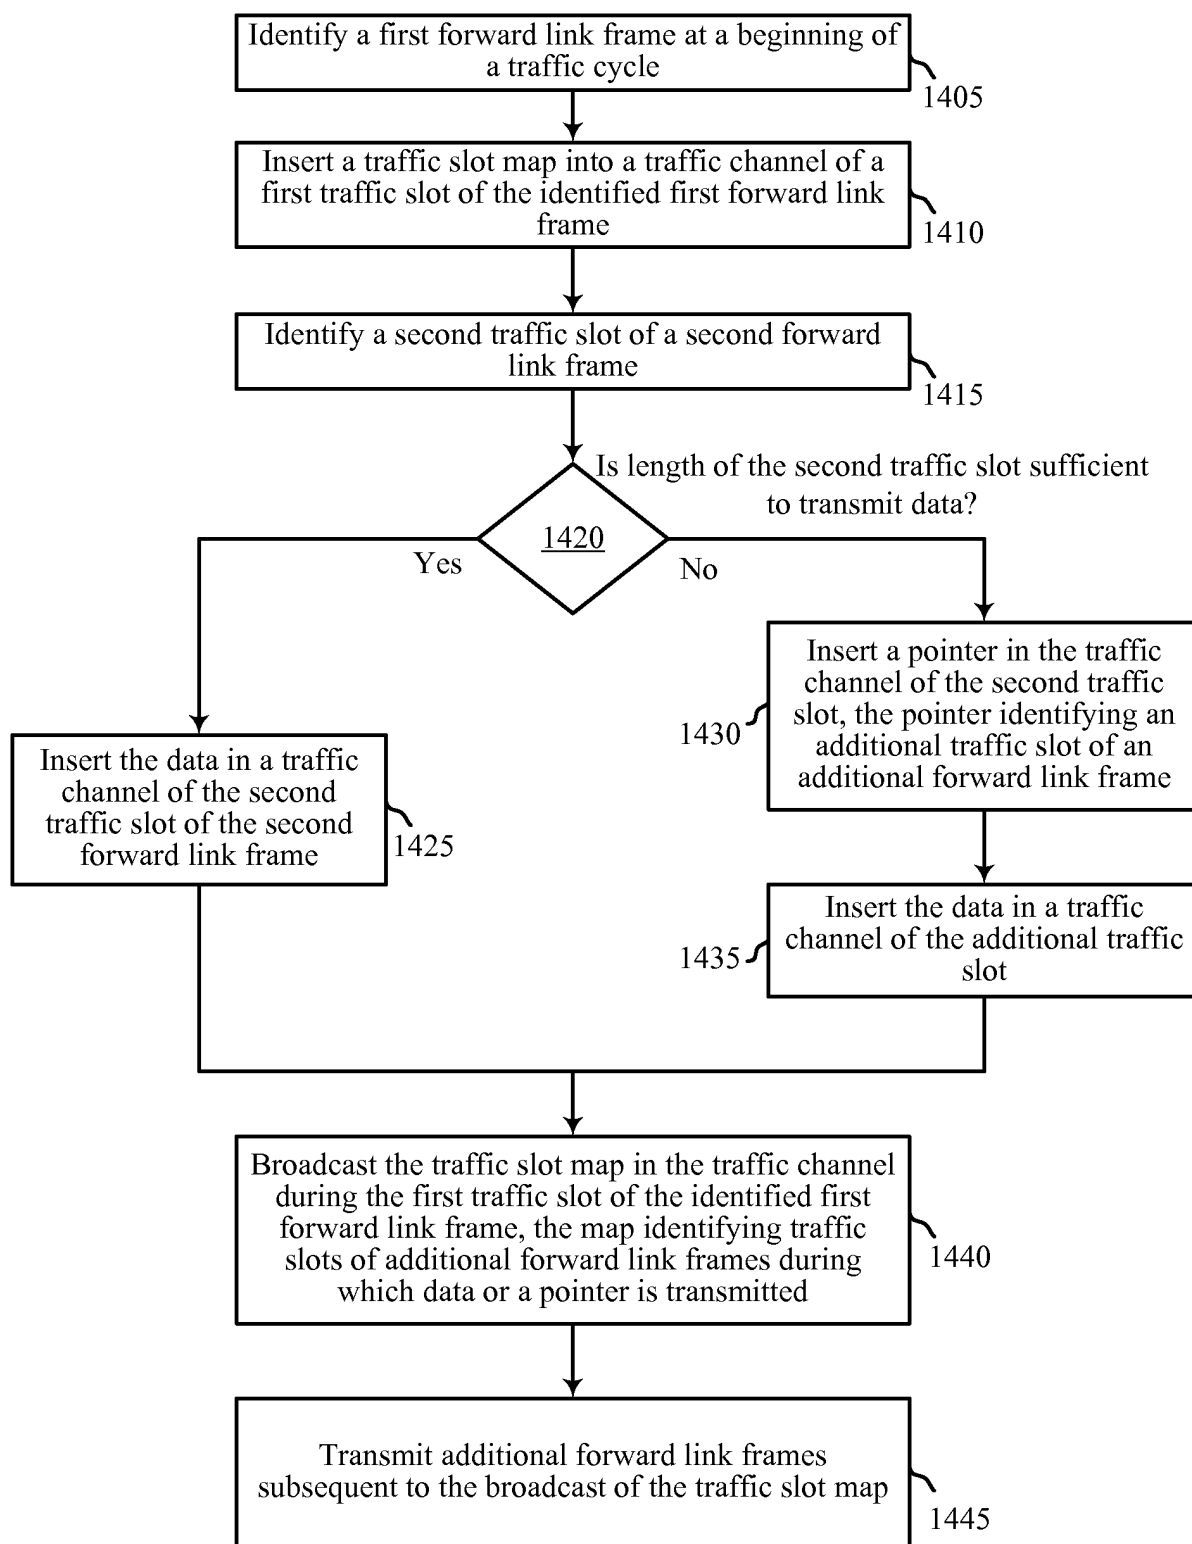 Identify a first forward link frame at a beginning of
a traffic cycle
1405
Insert a traffic slot map into a traffic channel of a
first traffic slot of the identified first forward link
frame
1410
Identify a second traffic slot of a second forward
link frame
1415
Is length of the second traffic slot sufficient
to transmit data?
1420
Yes
No
Insert the data in a traffic
channel of the second
traffic slot of the second
forward link frame
1425
Insert a pointer in the traffic
channel of the second traffic
slot, the pointer identifying an
additional traffic slot of an
additional forward link frame
1430
Insert the data in a traffic
channel of the additional traffic
slot
1435
Broadcast the traffic slot map in the traffic channel
during the first traffic slot of the identified first
forward link frame, the map identifying traffic
slots of additional forward link frames during
which data or a pointer is transmitted
1440
Transmit additional forward link frames
subsequent to the broadcast of the traffic slot map
1445